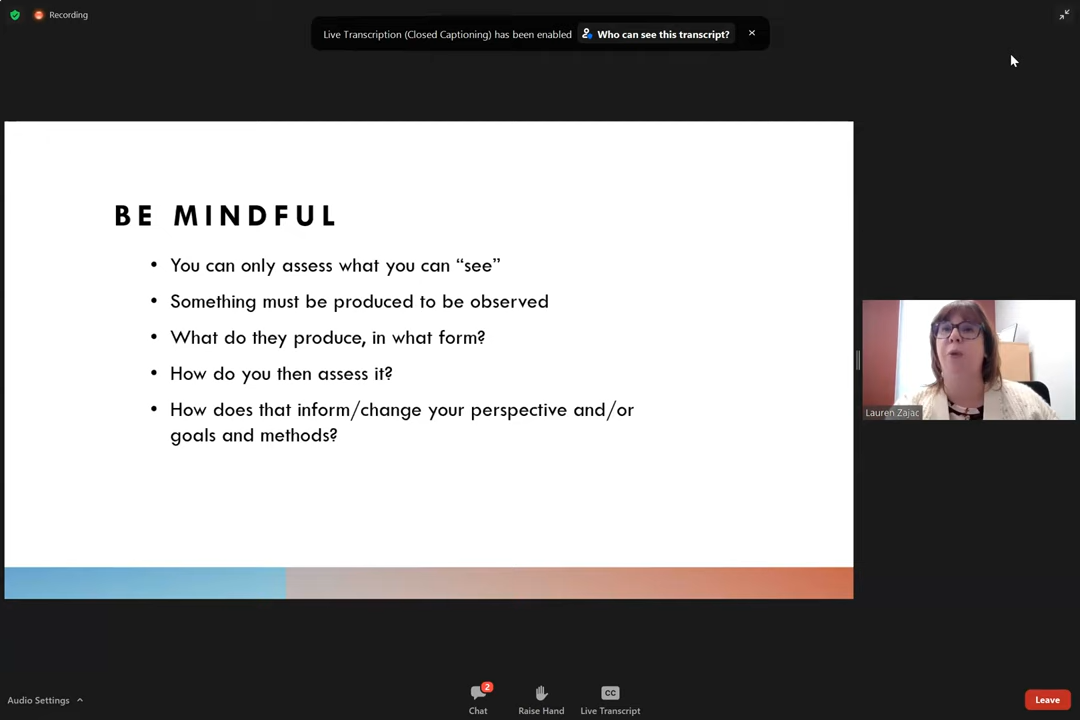 Recording
Live Transcription (Closed Captioning) has been enabled
Who can see this transcript?
BE MINDFUL
• You can only assess what you can “see”
• Something must be produced to be observed
• What do they produce, in what form?
• How do you then assess it?
• How does that inform/change your perspective and/or
goals and methods?
Lauren Zajac
Audio Settings
2
Chat
Raise Hand
CC
Live Transcript
Leave